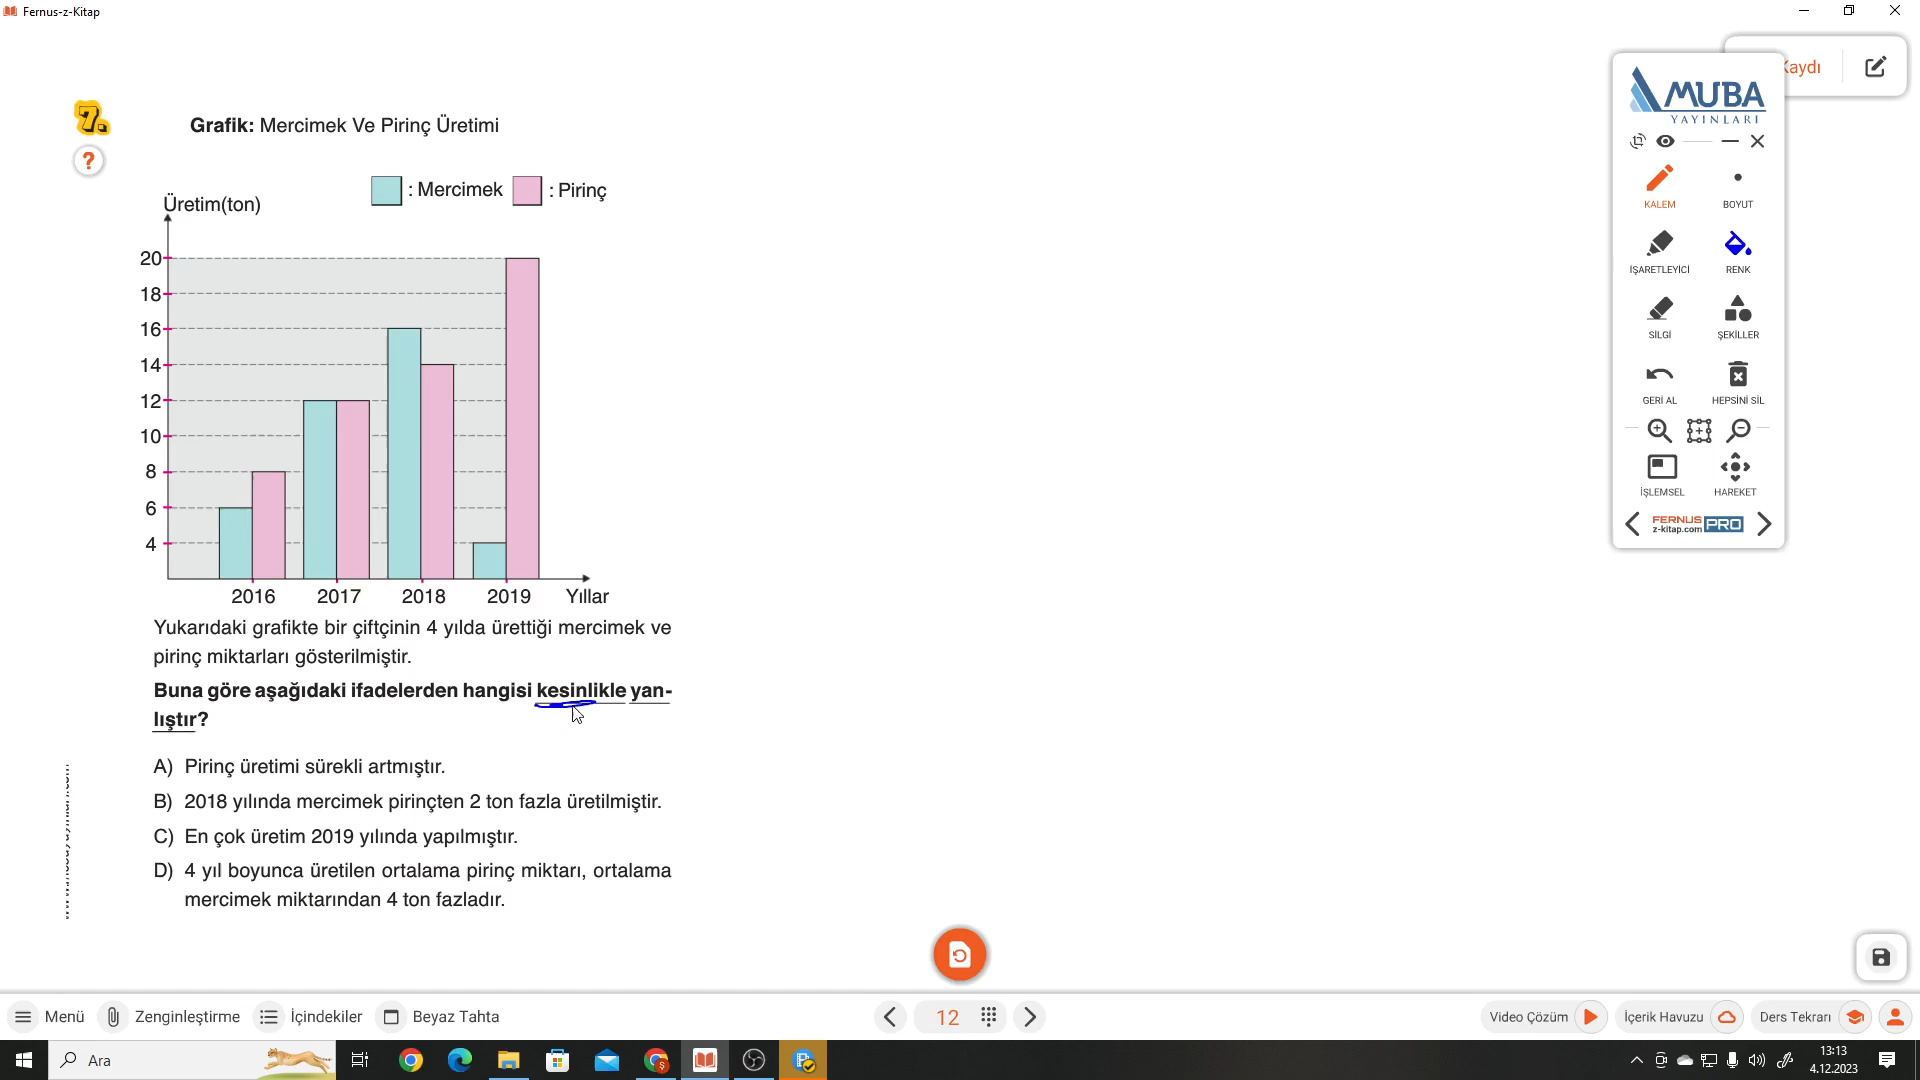 Fernus-z-Kitap
Kaydı
MUBA
YAYINLARI
7.
?
Grafik: Mercimek Ve Pirinç Üretimi
: Mercimek : Pirinç
Üretim(ton)
20
18
16
14
12
10
8
6
4
2016 2017 2018 2019 Yıllar
Yukarıdaki grafikte bir çiftçinin 4 yılda ürettiği mercimek ve
pirinç miktarları gösterilmiştir.
Buna göre aşağıdaki ifadelerden hangisi kesinlikle yan-
lıştır?
A) Pirinç üretimi sürekli artmıştır.
B) 2018 yılında mercimek pirinçten 2 ton fazla üretilmiştir.
C) En çok üretim 2019 yılında yapılmıştır.
D) 4 yıl boyunca üretilen ortalama pirinç miktarı, ortalama
mercimek miktarından 4 ton fazladır.
KALEM BOYUT
İŞARETLEYİCİ RENK
SİLGİ ŞEKİLLER
GERİ AL HEPSİNİ SİL
İŞLEMSEL HAREKET
FERNUS
z-kitap.com PRO
Menü Zenginleştirme İçindekiler Beyaz Tahta 12 Video Çözüm İçerik Havuzu Ders Tekrarı
Ara
13:13
4.12.2023